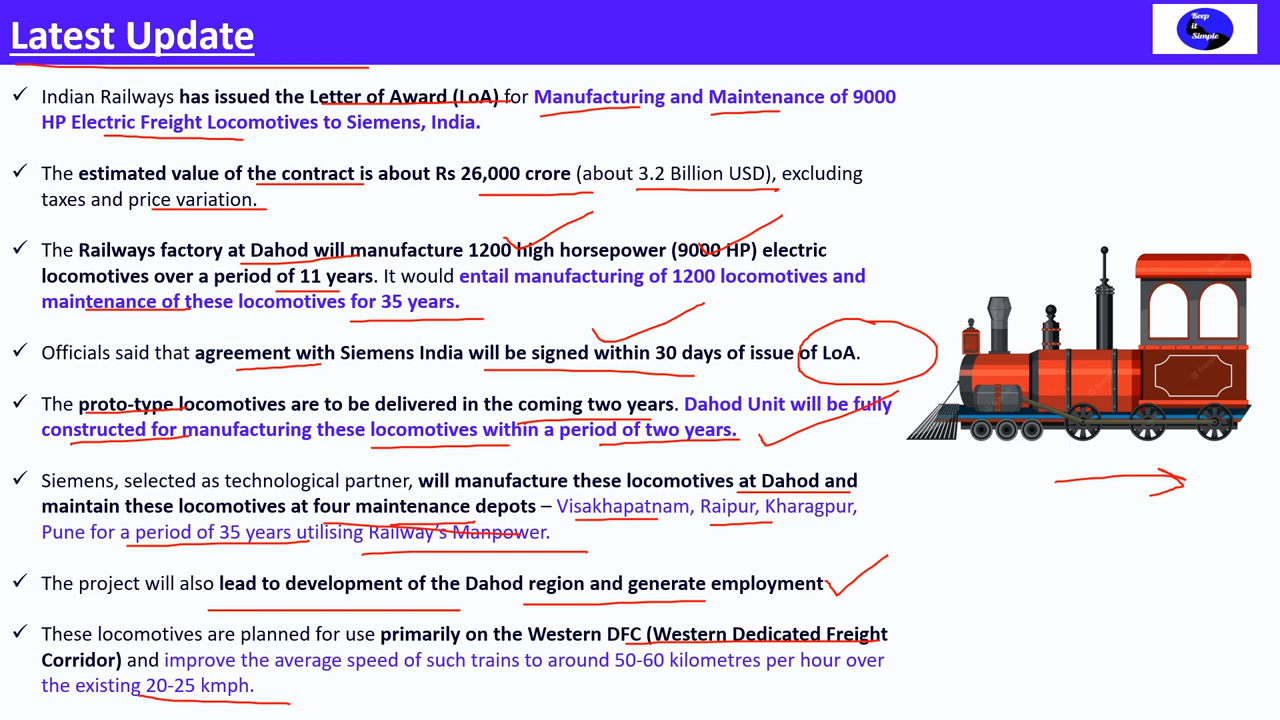 Latest Update
Keep
it
Simple
✓ Indian Railways has issued the Letter of Award (LoA) for Manufacturing and Maintenance of 9000
HP Electric Freight Locomotives to Siemens, India.
✓ The estimated value of the contract is about Rs 26,000 crore (about 3.2 Billion USD), excluding
taxes and price variation.
✓ The Railways factory at Dahod will manufacture 1200 high horsepower (9000 HP) electric
locomotives over a period of 11 years. It would entail manufacturing of 1200 locomotives and
maintenance of these locomotives for 35 years.
✓ Officials said that agreement with Siemens India will be signed within 30 days of issue of LoA.
✓ The proto-type locomotives are to be delivered in the coming two years. Dahod Unit will be fully
constructed for manufacturing these locomotives within a period of two years.
✓ Siemens, selected as technological partner, will manufacture these locomotives at Dahod and
maintain these locomotives at four maintenance depots – Visakhapatnam, Raipur, Kharagpur,
Pune for a period of 35 years utilising Railway's Manpower.
✓ The project will also lead to development of the Dahod region and generate employment
✓ These locomotives are planned for use primarily on the Western DFC (Western Dedicated Freight
Corridor) and improve the average speed of such trains to around 50-60 kilometres per hour over
the existing 20-25 kmph.